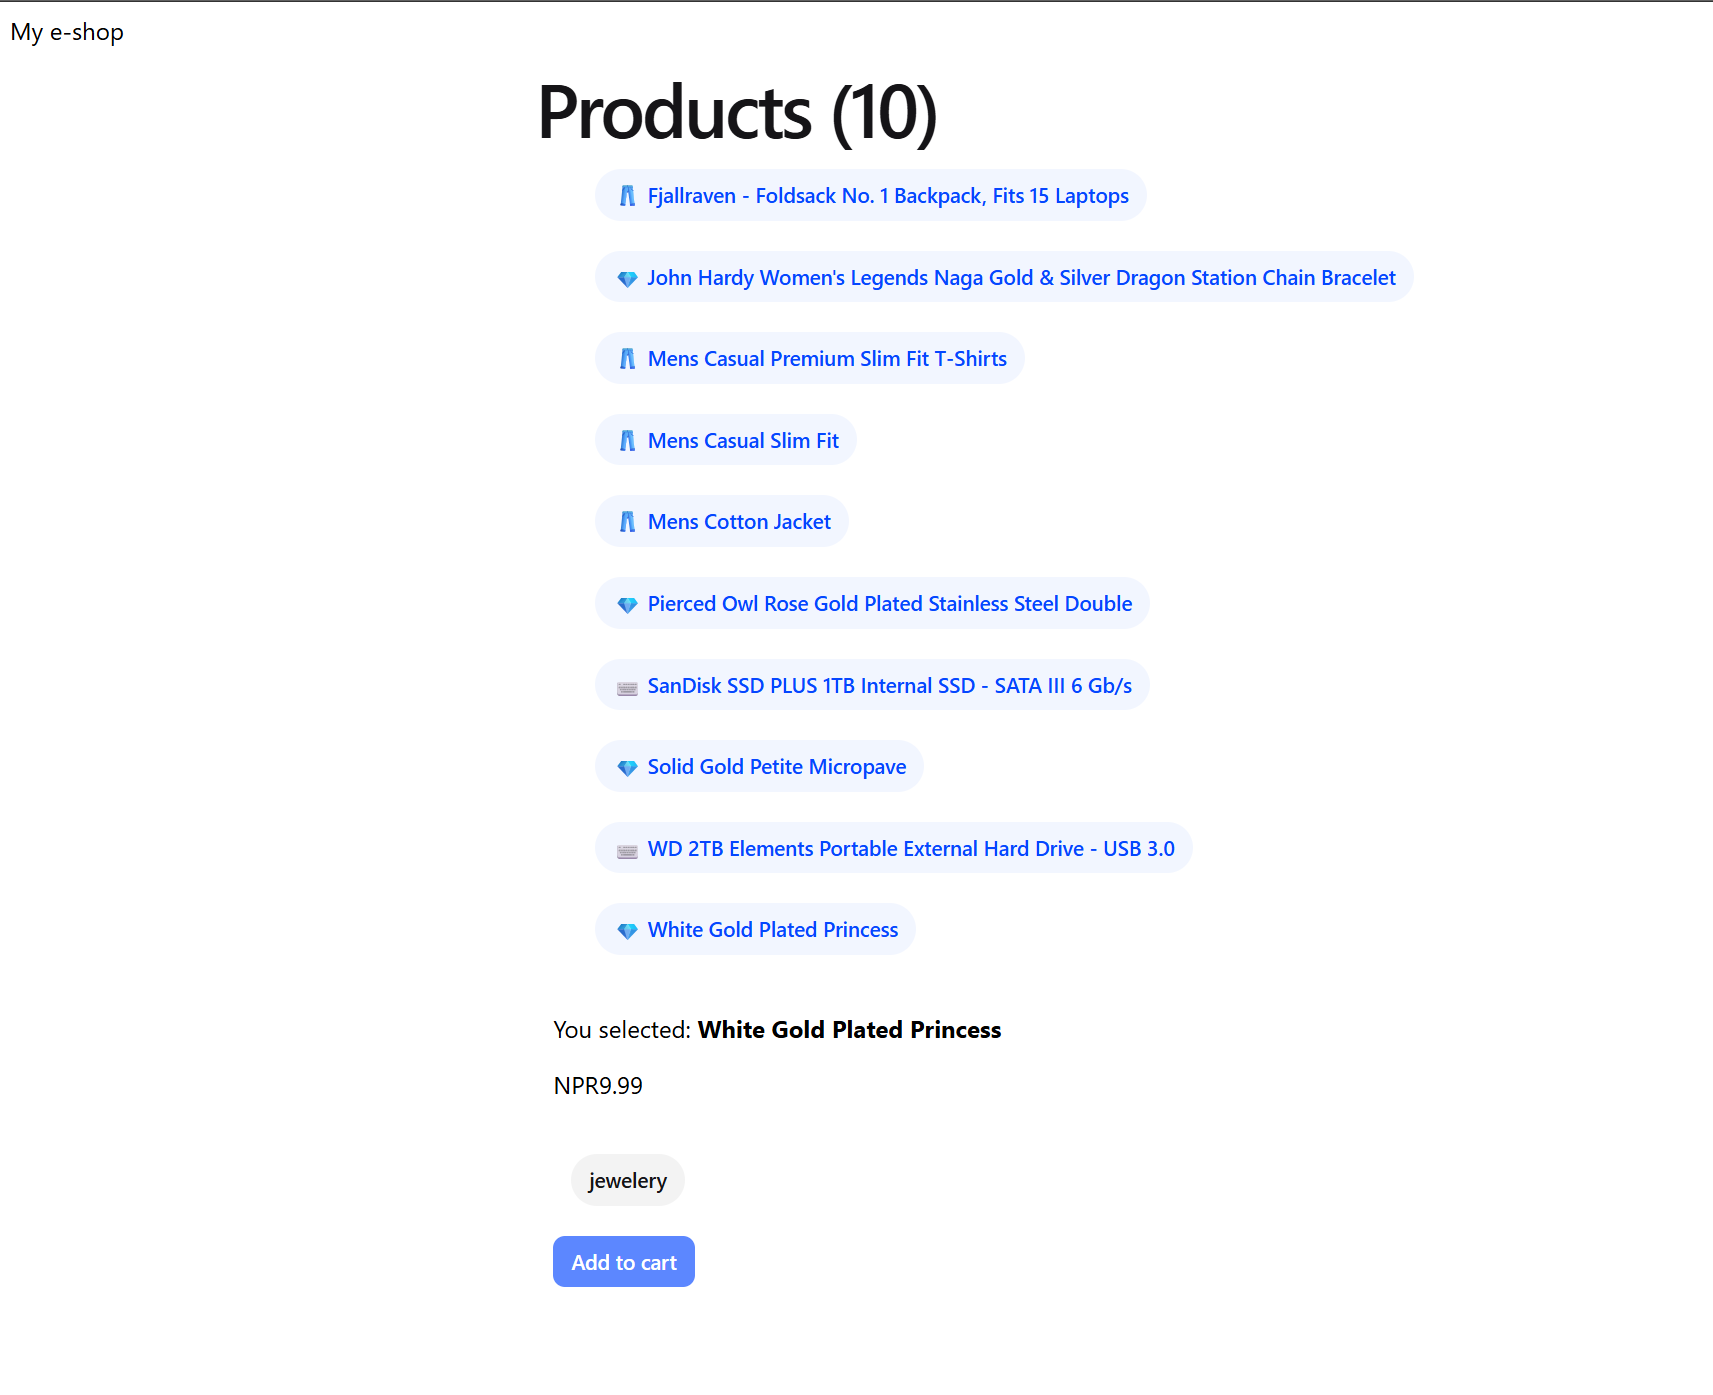 My e-shop
Products (10)
Fjallraven - Foldsack No. 1 Backpack, Fits 15 Laptops
John Hardy Women's Legends Naga Gold & Silver Dragon Station Chain Bracelet
Mens Casual Premium Slim Fit T-Shirts
Mens Casual Slim Fit
Mens Cotton Jacket
Pierced Owl Rose Gold Plated Stainless Steel Double
SanDisk SSD PLUS 1TB Internal SSD - SATA III 6 Gb/s
Solid Gold Petite Micropave
WD 2TB Elements Portable External Hard Drive - USB 3.0
White Gold Plated Princess
You selected: White Gold Plated Princess
NPR9.99
jewelery
Add to cart